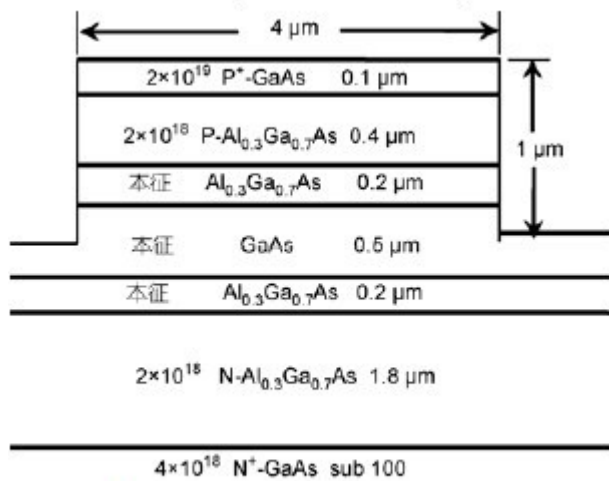 4 μm
2×10¹⁹ P⁺-GaAs 0.1 μm
2×10¹⁸ P-Al₀.₃Ga₀.₇As 0.4 μm
1 μm
本征 Al₀.₃Ga₀.₇As 0.2 μm
本征 GaAs 0.5 μm
本征 Al₀.₃Ga₀.₇As 0.2 μm
2×10¹⁸ N-Al₀.₃Ga₀.₇As 1.8 μm
4×10¹⁸ N⁺-GaAs sub 100